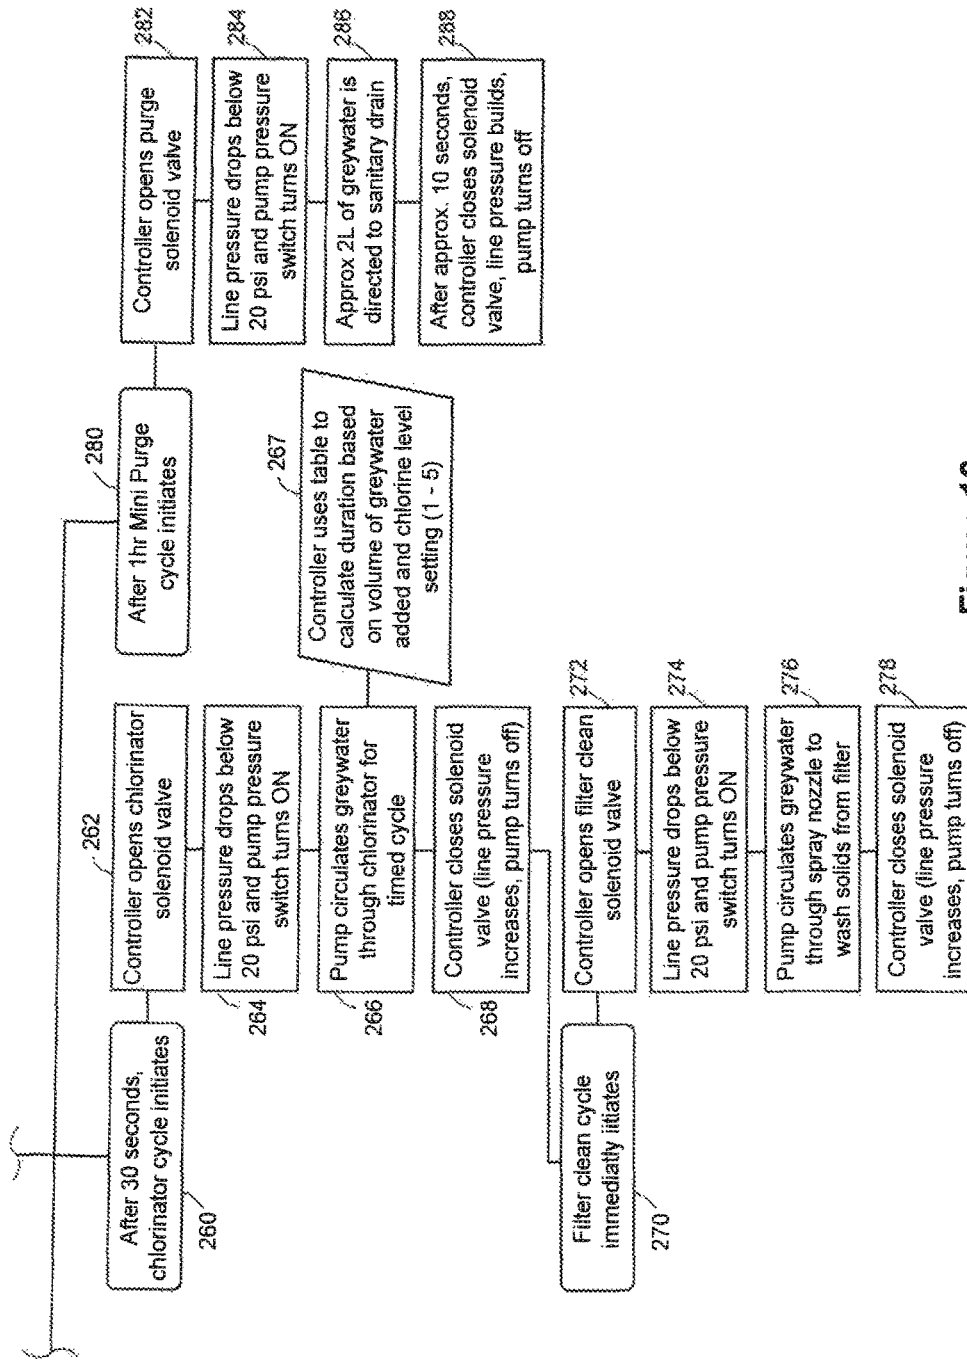 After 30 seconds,
chlorinator cycle initiates
260
262
Controller opens chlorinator
solenoid valve
Line pressure drops below
20 psi and pump pressure
switch turns ON
264
Pump circulates greywater
through chlorinator for
timed cycle
266
Controller closes solenoid
valve (line pressure
increases, pump turns off)
268
267
Controller uses table to
calculate duration based
on volume of greywater
added and chlorine level
setting (1 - 5)
Filter clean cycle
immediatly iitiates
270
Controller opens filter clean
solenoid valve
272
Line pressure drops below
20 psi and pump pressure
switch turns ON
274
Pump circulates greywater
through spray nozzle to
wash solids from filter
276
Controller closes solenoid
valve (line pressure
increases, pump turns off)
278
After 1hr Mini Purge
cycle initiates
280
Controller opens purge
solenoid valve
282
Line pressure drops below
20 psi and pump pressure
switch turns ON
284
Approx 2L of greywater is
directed to sanitary drain
286
After approx. 10 seconds,
controller closes solenoid
valve, line pressure builds,
pump turns off
288